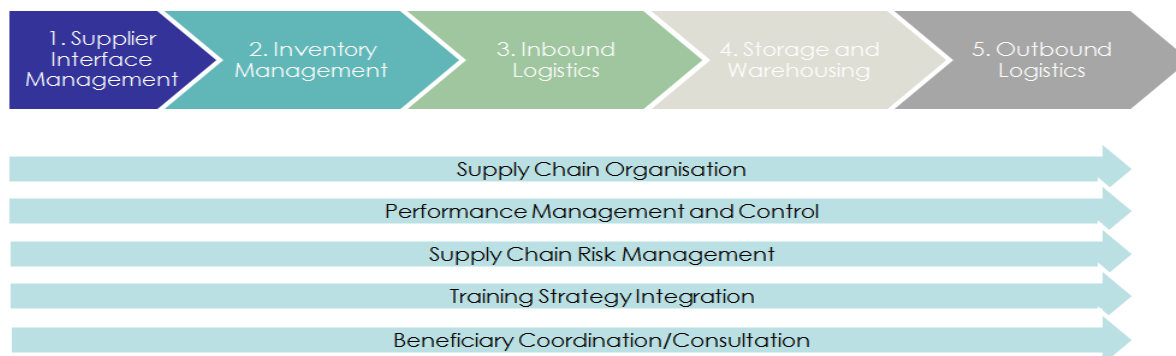 1. Supplier
Interface
Management
2. Inventory
Management
3. Inbound
Logistics
4. Storage and
Warehousing
5. Outbound
Logistics
Supply Chain Organisation
Performance Management and Control
Supply Chain Risk Management
Training Strategy Integration
Beneficiary Coordination/Consultation